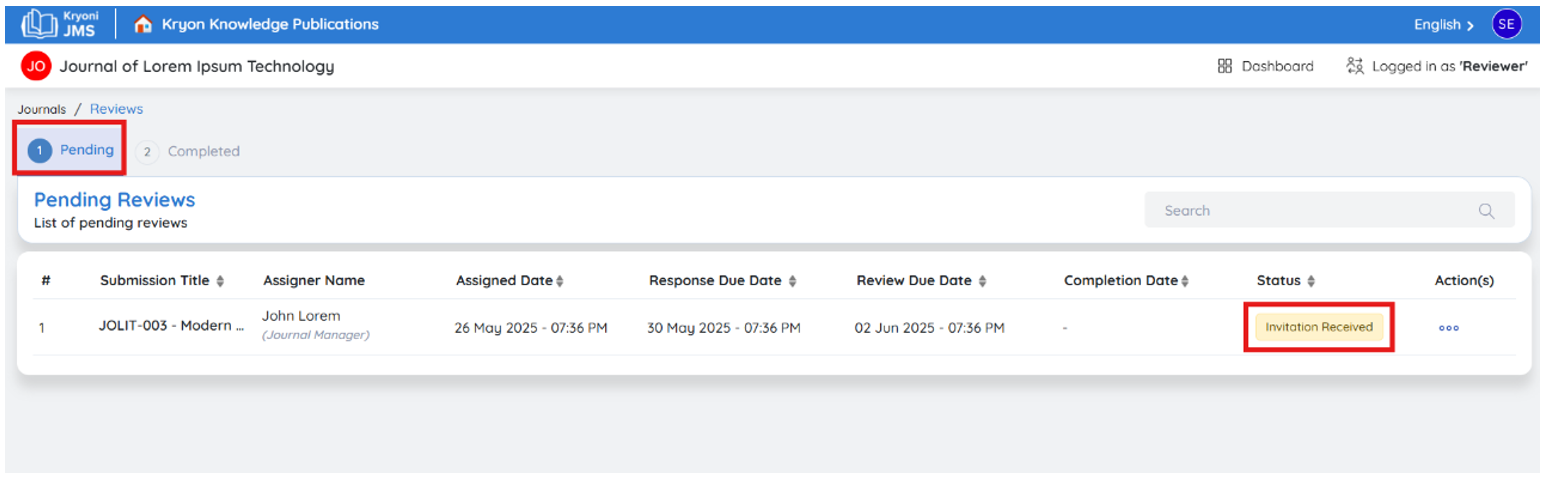 Kryoni
JMS
Kryon Knowledge Publications
English
SE
JO Journal of Lorem Ipsum Technology
Dashboard
Logged in as 'Reviewer'
Journals / Reviews
1 Pending
2 Completed
Pending Reviews
List of pending reviews
Search
# Submission Title Assigner Name Assigned Date Response Due Date Review Due Date Completion Date Status Action(s)
1 JOLIT-003 - Modern ... John Lorem 26 May 2025 - 07:36 PM 30 May 2025 - 07:36 PM 02 Jun 2025 - 07:36 PM - Invitation Received
(Journal Manager)